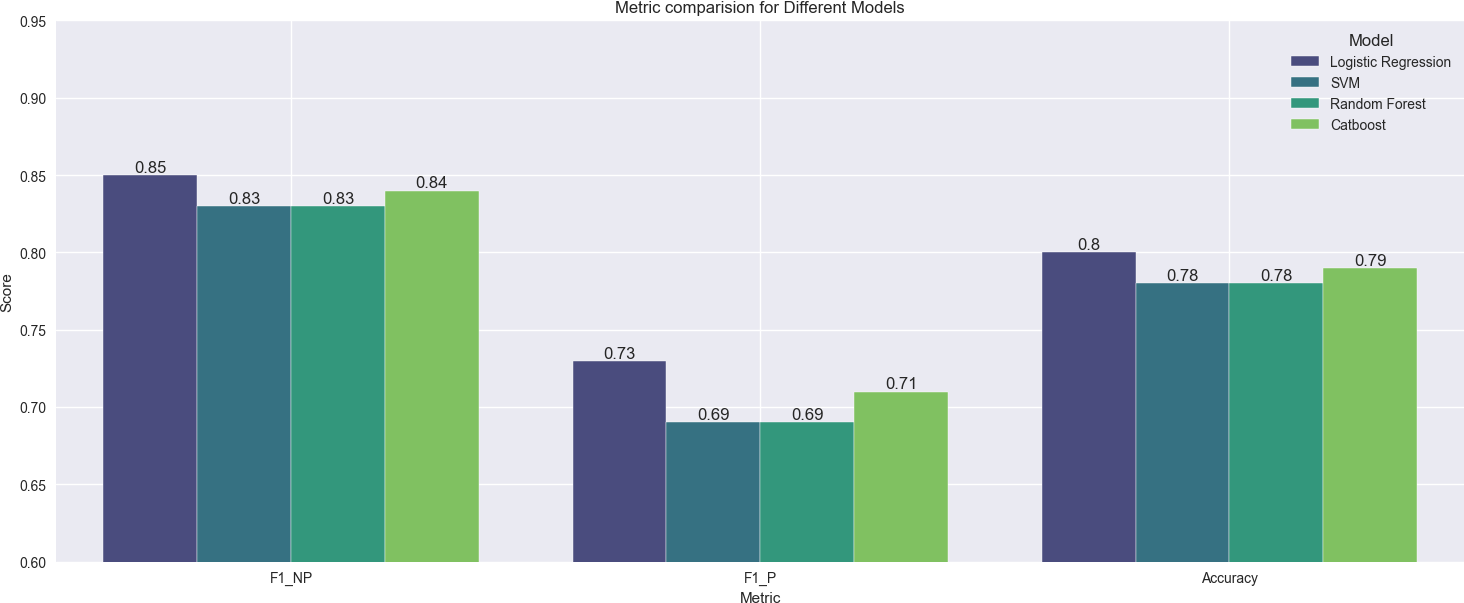 Metric comparision for Different Models
Score
0.95
0.90
0.85
0.80
0.75
0.70
0.65
0.60
Model
Logistic Regression
SVM
Random Forest
Catboost
0.85
0.83
0.83
0.84
0.73
0.69
0.69
0.71
0.8
0.78
0.78
0.79
F1_NP
F1_P
Accuracy
Metric